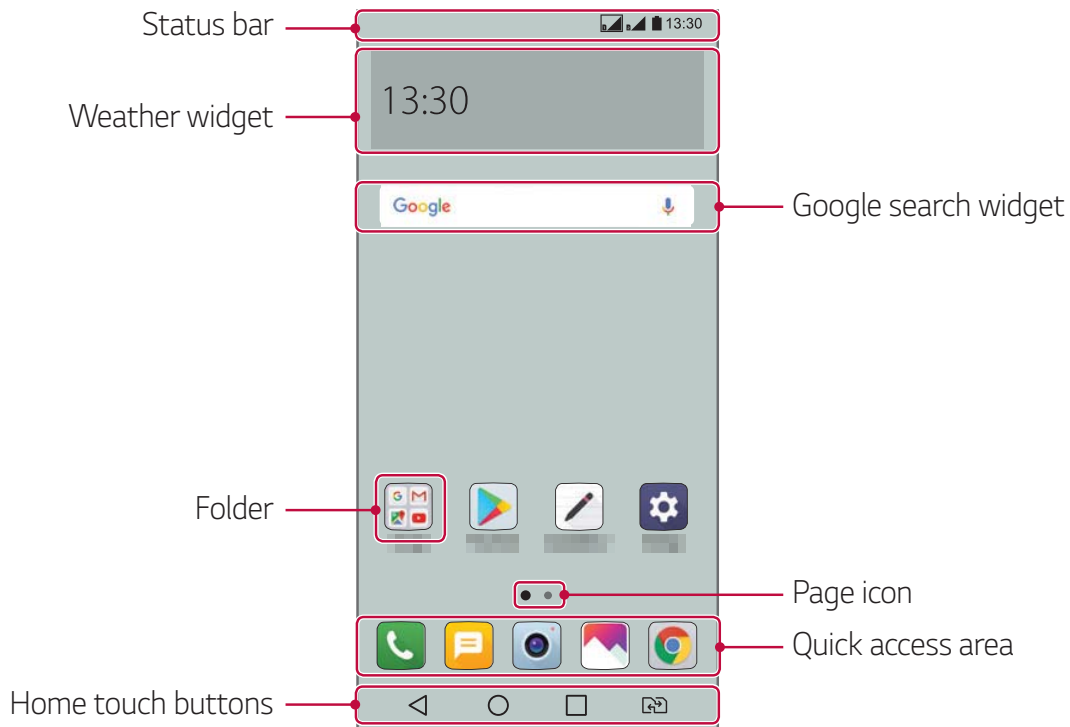 Status bar
13:30
Weather widget
13:30
Google
Google search widget
Folder
G M
Page icon
Quick access area
Home touch buttons